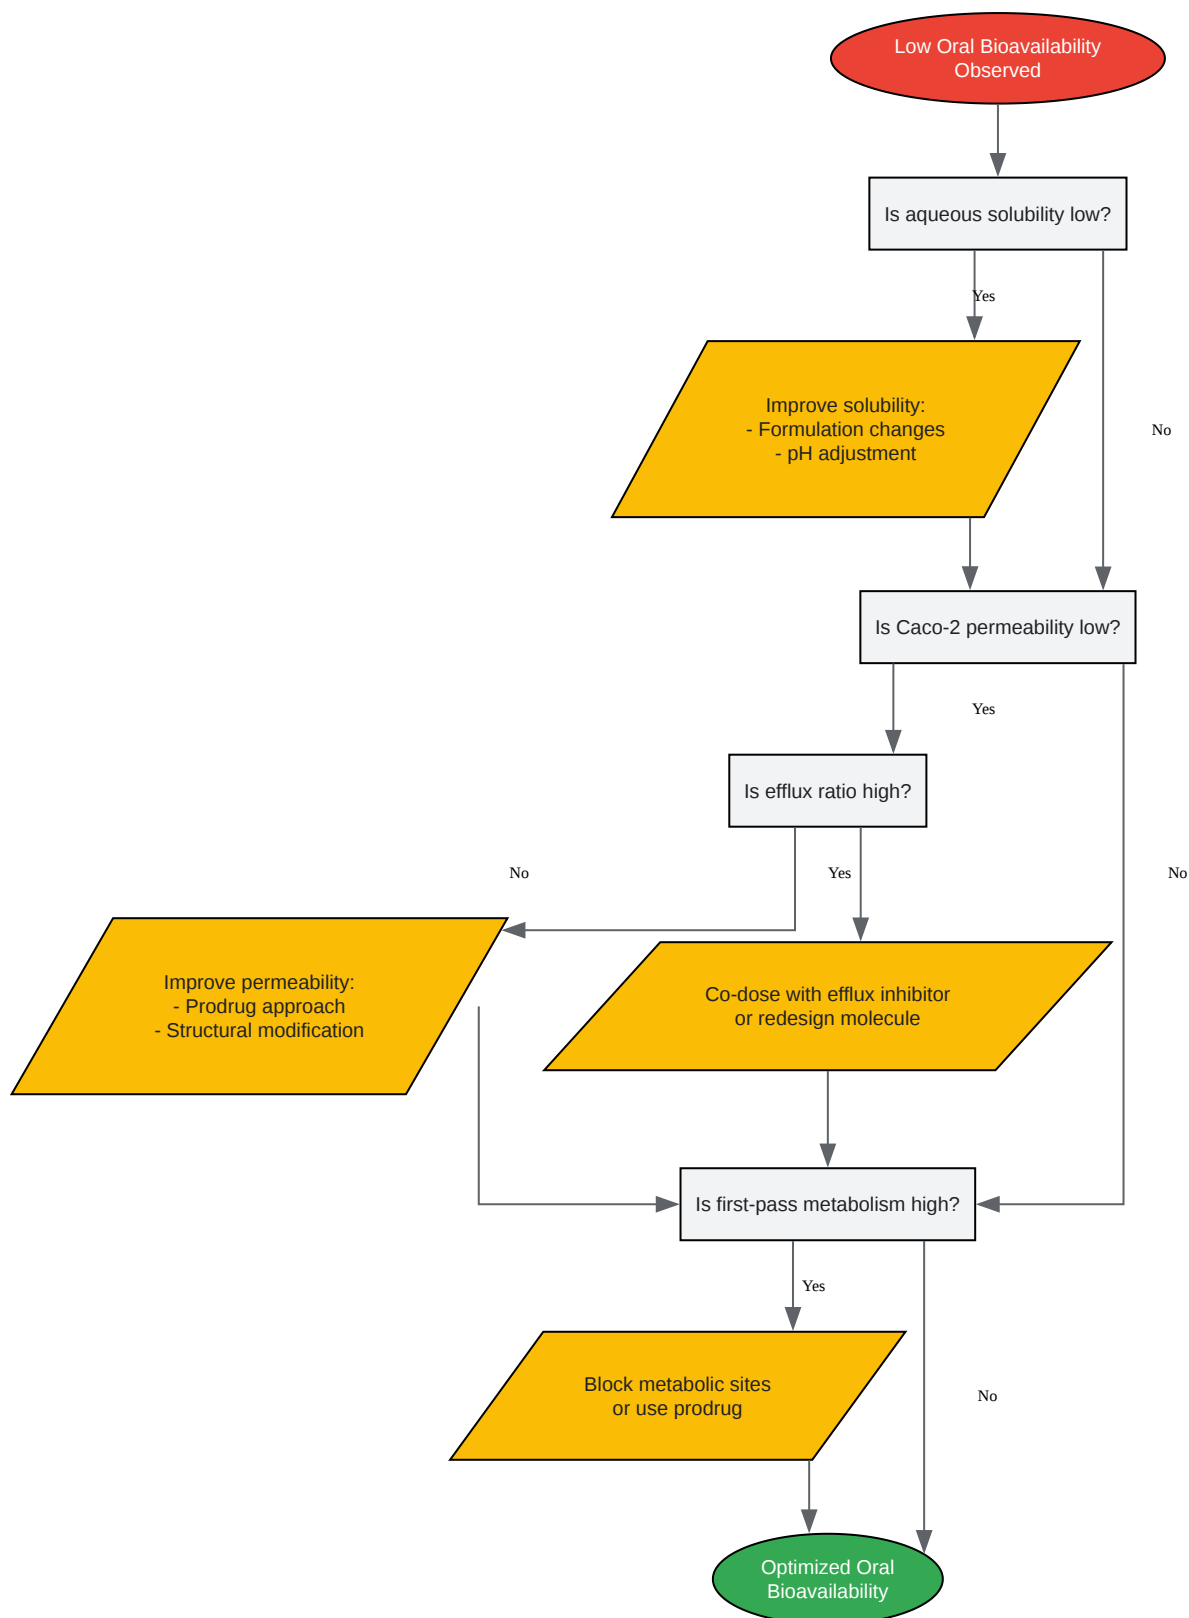 Low Oral Bioavailability
Observed
Is aqueous solubility low?
Yes
Improve solubility:
- Formulation changes
- pH adjustment
No
Is Caco-2 permeability low?
Yes
Is efflux ratio high?
No
Yes
No
Improve permeability:
- Prodrug approach
- Structural modification
Co-dose with efflux inhibitor
or redesign molecule
Is first-pass metabolism high?
Yes
Block metabolic sites
or use prodrug
No
Optimized Oral
Bioavailability